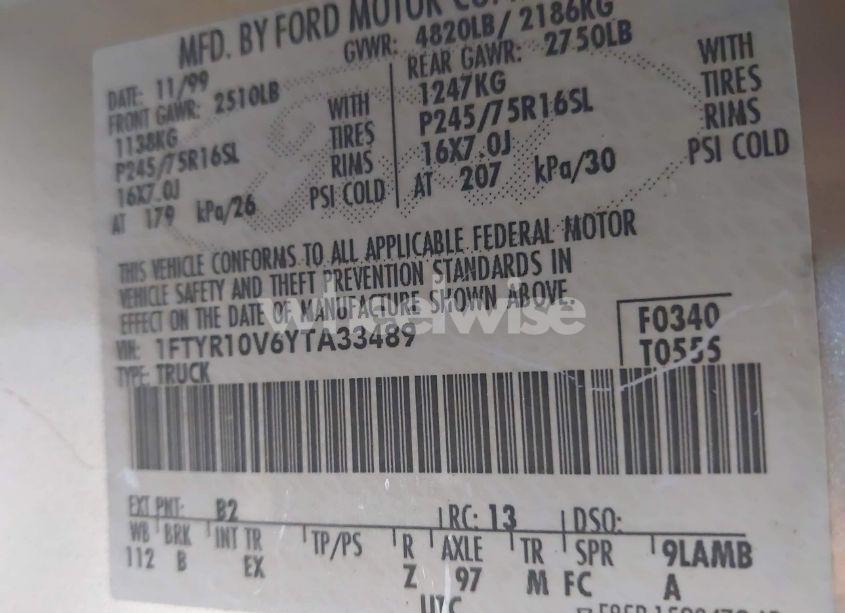 MFD. BY FORD MOTOR CO.
DATE: 11/99 GVWR: 4820LB/ 2186KG
FRONT GAWR: 2510LB REAR GAWR: 2750LB
1138KG WITH 1247KG WITH
P245/75R16SL TIRES P245/75R16SL TIRES
16X7.0J RIMS 16X7.0J RIMS
AT 179 kPa/26 PSI COLD AT 207 kPa/30 PSI COLD
THIS VEHICLE CONFORMS TO ALL APPLICABLE FEDERAL MOTOR
VEHICLE SAFETY AND THEFT PREVENTION STANDARDS IN
EFFECT ON THE DATE OF MANUFACTURE SHOWN ABOVE.
wheelwise
VIN: 1FTYR10V6YTA33489 F0340
TYPE: TRUCK T0555
EXT PNT: B2 RC: 13 DSO:
WB BRK INT TR TP/PS R AXLE TR SPR 9LAMB
112 B EX Z 97 M FC A
UTC